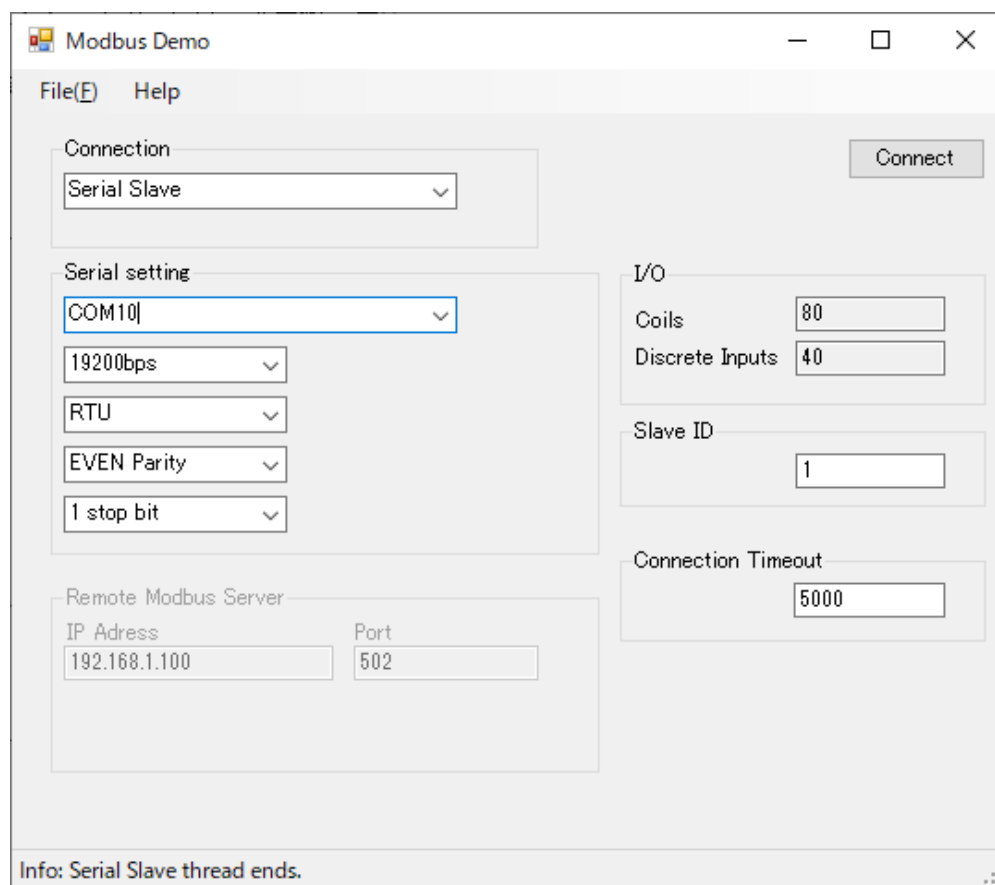 Modbus Demo
File(F) Help
Connection
Serial Slave
Connect
Serial setting
COM10
19200bps
RTU
EVEN Parity
1 stop bit
I/O
Coils 80
Discrete Inputs 40
Slave ID
1
Connection Timeout
5000
Remote Modbus Server
IP Adress Port
192.168.1.100 502
Info: Serial Slave thread ends.